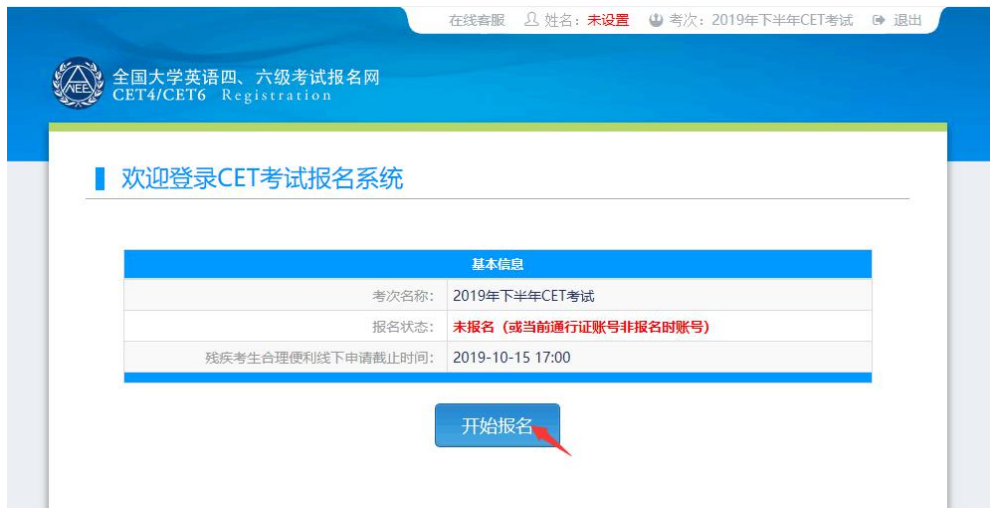 在线客服 姓名：未设置 考次：2019年下半年CET考试 退出
NEE
全国大学英语四、六级考试报名网
CET4/CET6 Registration
欢迎登录CET考试报名系统
基本信息
考次名称： 2019年下半年CET考试
报名状态： 未报名（或当前通行证账号非报名时账号）
残疾考生合理便利线下申请截止时间： 2019-10-15 17:00
开始报名